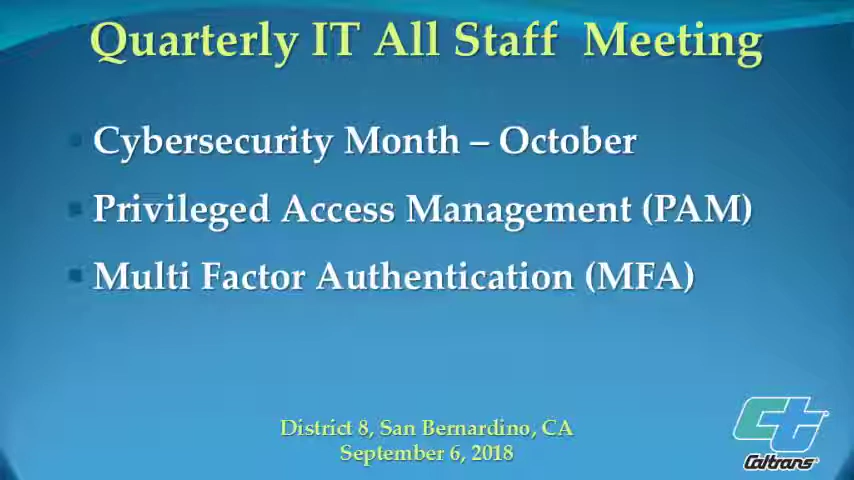 Quarterly IT All Staff Meeting
Cybersecurity Month – October
Privileged Access Management (PAM)
Multi Factor Authentication (MFA)
District 8, San Bernardino, CA
September 6, 2018
ct
Caltrans